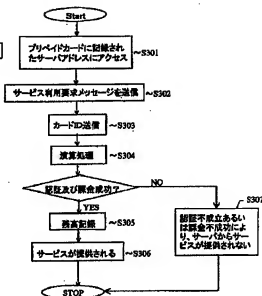 Start
プリペイドカードに記録され
たサーバアドレスにアクセス
~S301
サービス利用要求メッセージを送信
~S302
カードID送信
~S303
演算処理
~S304
認証及び課金成功?
NO
YES
S307
残高記録
~S305
認証不成立あるい
は課金不成功によ
り、サーバからサー
ビスが提供されない
サービスが提供される
~S306
STOP